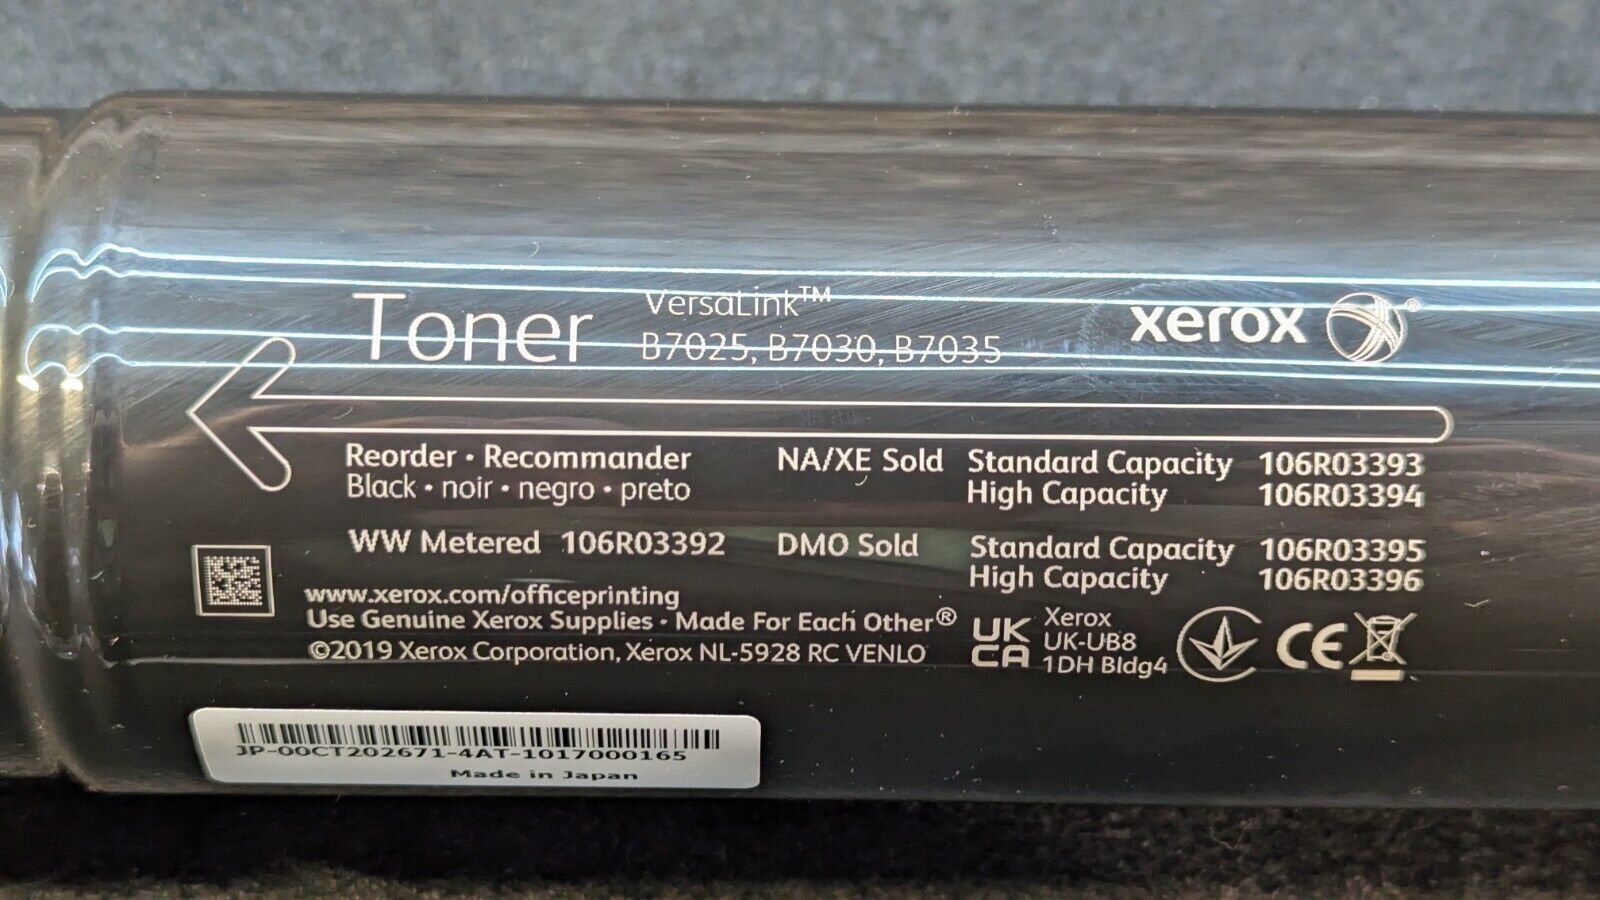 Toner
VersaLink™
B7025, B7030, B7035
xerox®
Reorder • Recommander
Black • noir • negro • preto
NA/XE Sold Standard Capacity 106R03393
High Capacity 106R03394
WW Metered 106R03392
DMO Sold Standard Capacity 106R03395
High Capacity 106R03396
www.xerox.com/officeprinting
Use Genuine Xerox Supplies • Made For Each Other®
©2019 Xerox Corporation, Xerox NL-5928 RC VENLO
UK
CA
Xerox
UK-UB8
1DH Bldg4
CE
JP-00CT202671-4AT-1017000165
Made in Japan